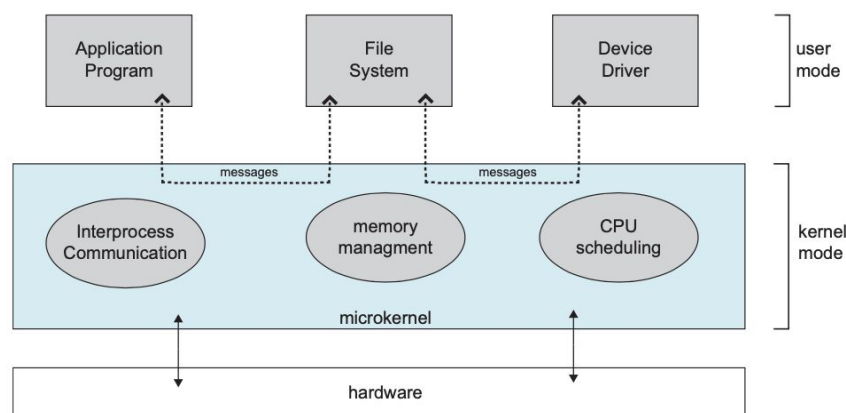 Application
Program
File
System
Device
Driver
user
mode
messages
messages
Interprocess
Communication
memory
managment
CPU
scheduling
kernel
mode
microkernel
hardware